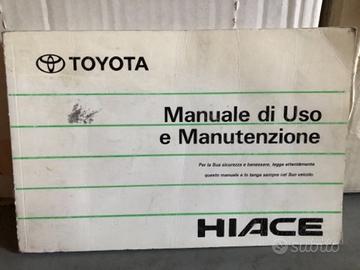 TOYOTA
Manuale di Uso
e Manutenzione
Per la Sua sicurezza e benessere, legga attentamente
questo manuale e lo tenga sempre nel Suo veicolo.
HIACE
subito